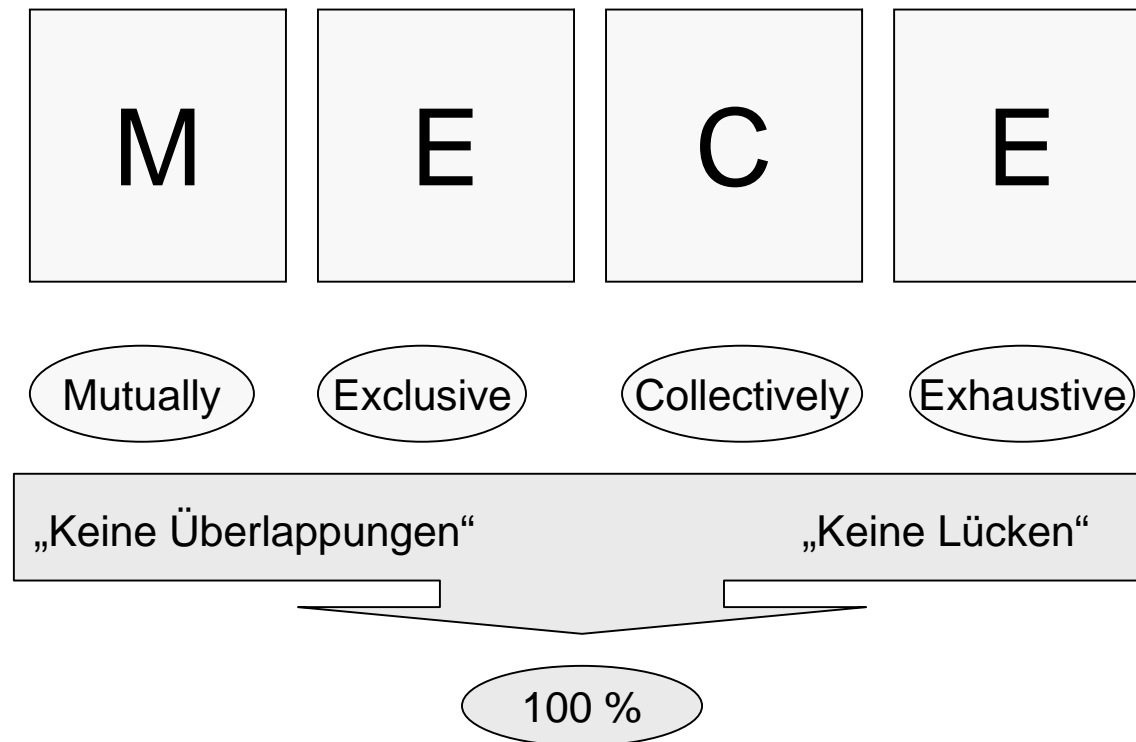 M E C E
Mutually Exclusive Collectively Exhaustive
„Keine Überlappungen“ „Keine Lücken“
100 %